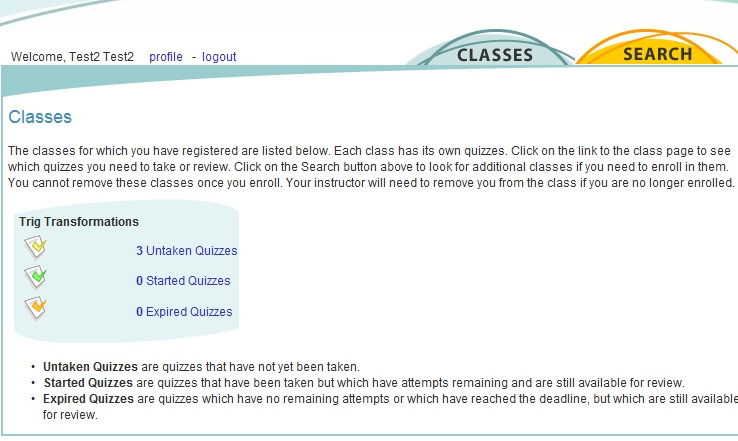 Welcome, Test2 Test2 profile - logout
CLASSES
SEARCH
Classes
The classes for which you have registered are listed below. Each class has its own quizzes. Click on the link to the class page to see
which quizzes you need to take or review. Click on the Search button above to look for additional classes if you need to enroll in them.
You cannot remove these classes once you enroll. Your instructor will need to remove you from the class if you are no longer enrolled.
Trig Transformations
3 Untaken Quizzes
0 Started Quizzes
0 Expired Quizzes
• Untaken Quizzes are quizzes that have not yet been taken.
• Started Quizzes are quizzes that have been taken but which have attempts remaining and are still available for review.
• Expired Quizzes are quizzes which have no remaining attempts or which have reached the deadline, but which are still available
for review.